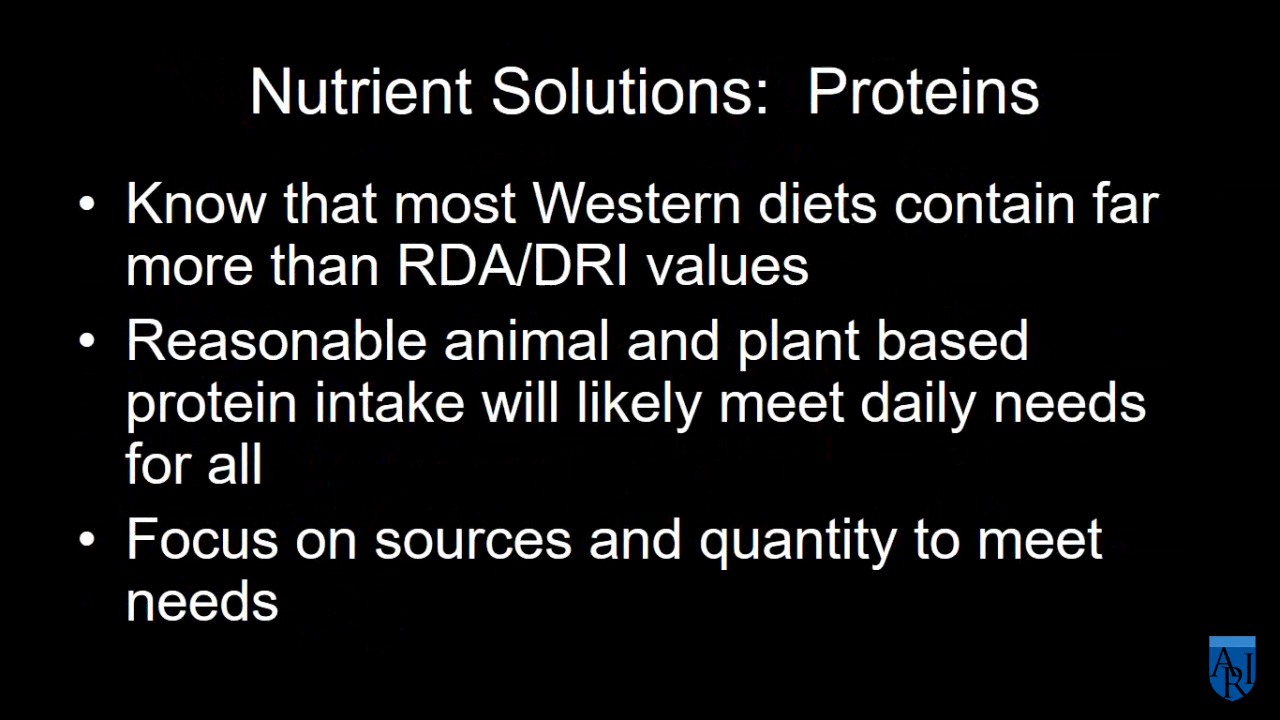 Nutrient Solutions:  Proteins
• Know that most Western diets contain far
more than RDA/DRI values
• Reasonable animal and plant based
protein intake will likely meet daily needs
for all
• Focus on sources and quantity to meet
needs
ARI